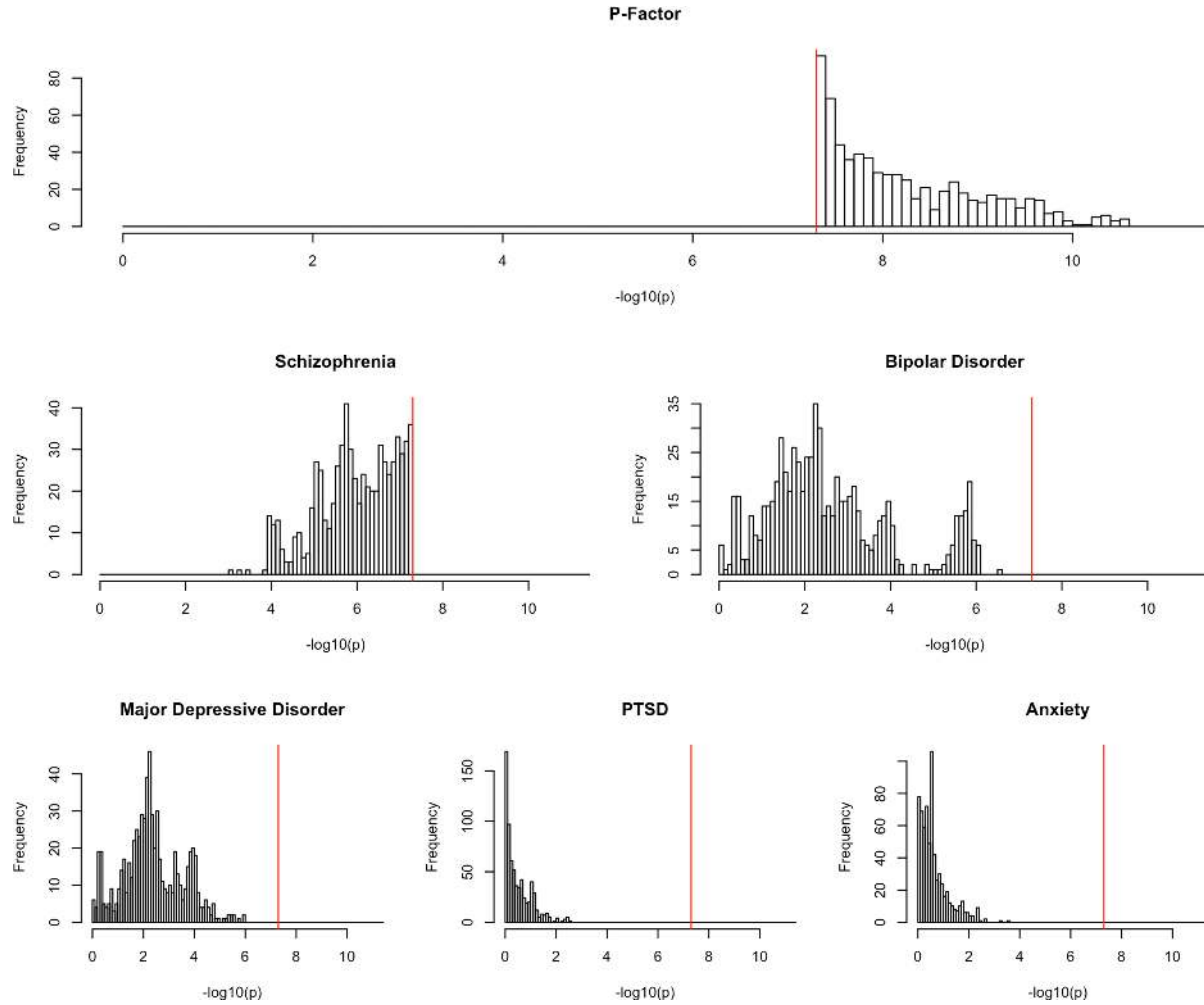 P-Factor
Frequency
0 20 40 60 80
0 2 4 6 8 10
-log10(p)
Schizophrenia
Frequency
0 10 20 30 40
0 2 4 6 8 10
-log10(p)
Bipolar Disorder
Frequency
0 5 15 25 35
0 2 4 6 8 10
-log10(p)
Major Depressive Disorder
Frequency
0 10 20 30 40
0 2 4 6 8 10
-log10(p)
PTSD
Frequency
0 50 100 150
0 2 4 6 8 10
-log10(p)
Anxiety
Frequency
0 20 40 60 80
0 2 4 6 8 10
-log10(p)